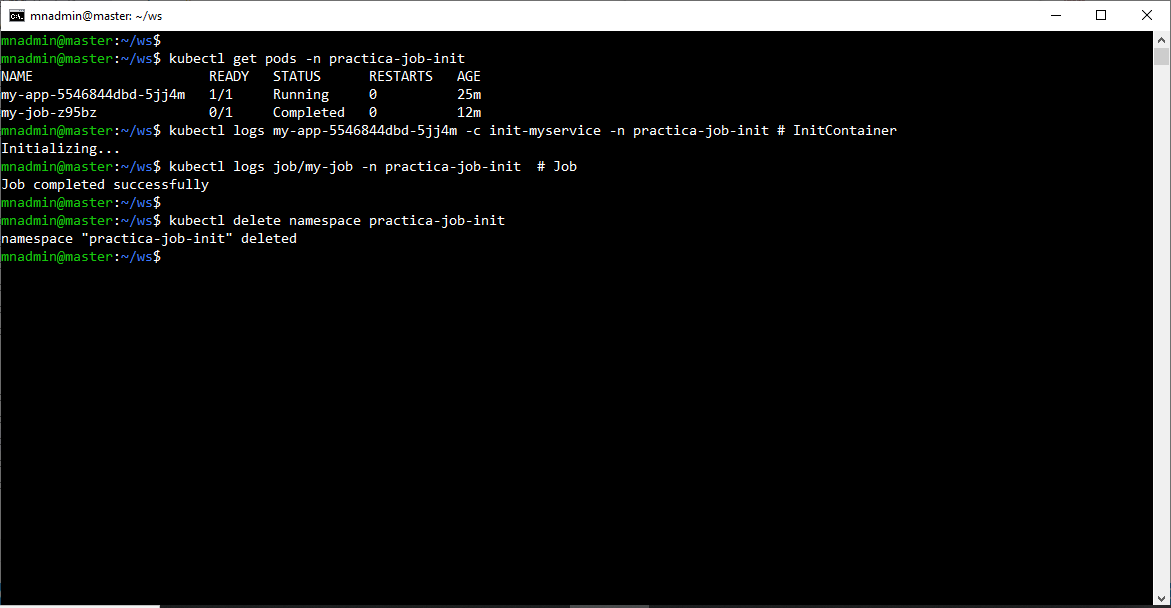 mnadmin@master: ~/ws
mnadmin@master:~/ws$
mnadmin@master:~/ws$ kubectl get pods -n practica-job-init
NAME                      READY   STATUS      RESTARTS   AGE
my-app-5546844dbd-5jj4m   1/1     Running     0          25m
my-job-z95bz              0/1     Completed   0          12m
mnadmin@master:~/ws$ kubectl logs my-app-5546844dbd-5jj4m -c init-myservice -n practica-job-init # InitContainer
Initializing...
mnadmin@master:~/ws$ kubectl logs job/my-job -n practica-job-init  # Job
Job completed successfully
mnadmin@master:~/ws$
mnadmin@master:~/ws$ kubectl delete namespace practica-job-init
namespace "practica-job-init" deleted
mnadmin@master:~/ws$